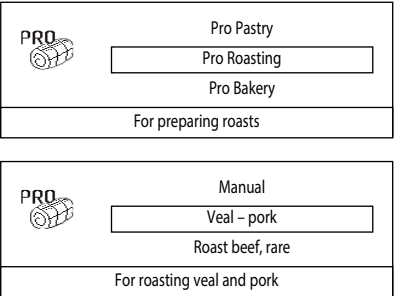 PRO
Pro Pastry
Pro Roasting
Pro Bakery
For preparing roasts
PRO
Manual
Veal – pork
Roast beef, rare
For roasting veal and pork